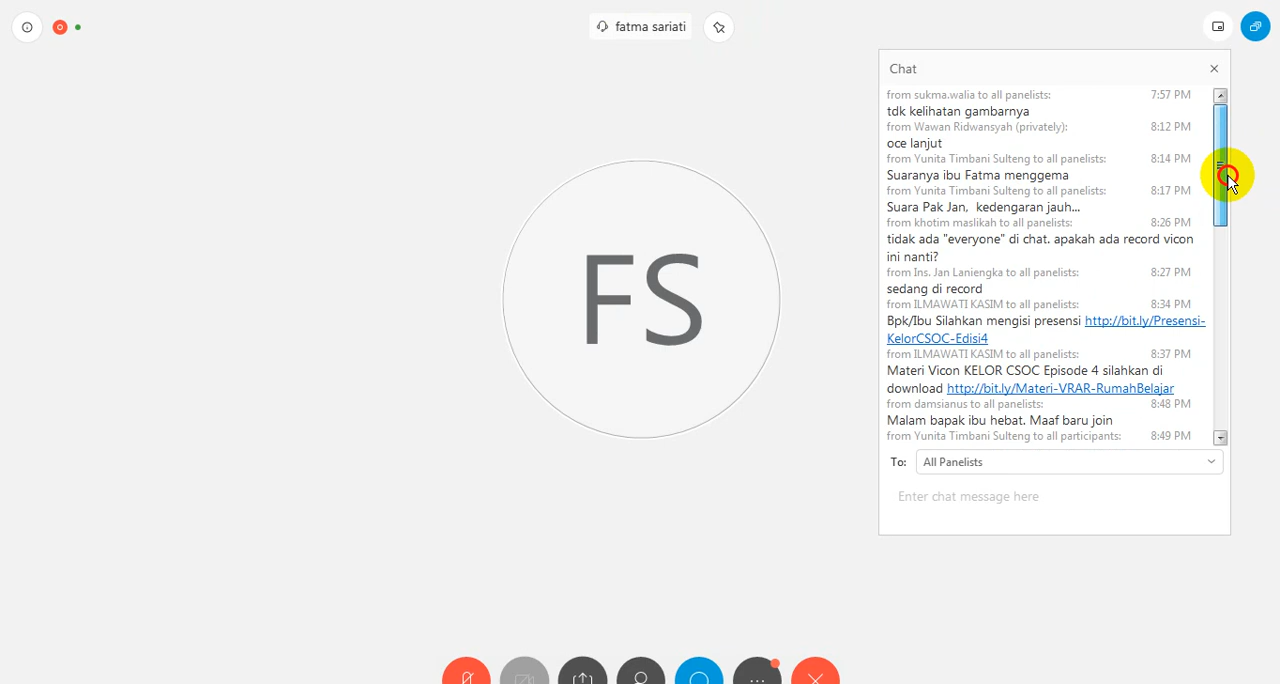 fatma sariati
Chat
from sukma.walia to all panelists: 7:57 PM
tdk kelihatan gambarnya
from Wawan Ridwansyah (privately): 8:12 PM
oce lanjut
from Yunita Timbani Sulteng to all panelists: 8:14 PM
Suaranya ibu Fatma menggema
from Yunita Timbani Sulteng to all panelists: 8:17 PM
Suara Pak Jan, kedengaran jauh...
from khotim maslikah to all panelists: 8:26 PM
tidak ada "everyone" di chat. apakah ada record vicon
ini nanti?
from Ins. Jan Laniengka to all panelists: 8:27 PM
sedang di record
from ILMAWATI KASIM to all panelists: 8:34 PM
Bpk/Ibu Silahkan mengisi presensi http://bit.ly/Presensi-
KelorCSOC-Edisi4
from ILMAWATI KASIM to all panelists: 8:37 PM
Materi Vicon KELOR CSOC Episode 4 silahkan di
download http://bit.ly/Materi-VRAR-RumahBelajar
from damsianus to all panelists: 8:48 PM
Malam bapak ibu hebat. Maaf baru join
from Yunita Timbani Sulteng to all participants: 8:49 PM
To: All Panelists
Enter chat message here
FS